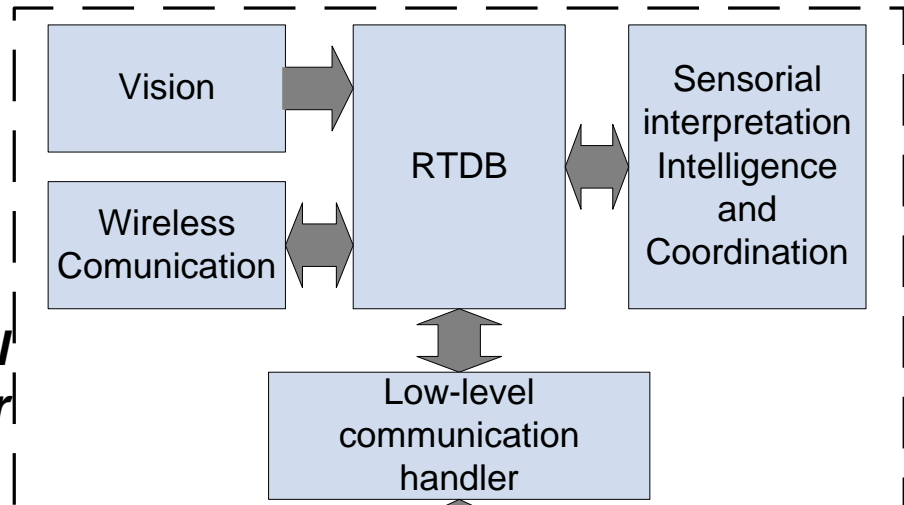 Vision
RTDB
Sensorial
interpretation
Intelligence
and
Coordination
Wireless
Comunication
Low-level
communication
handler